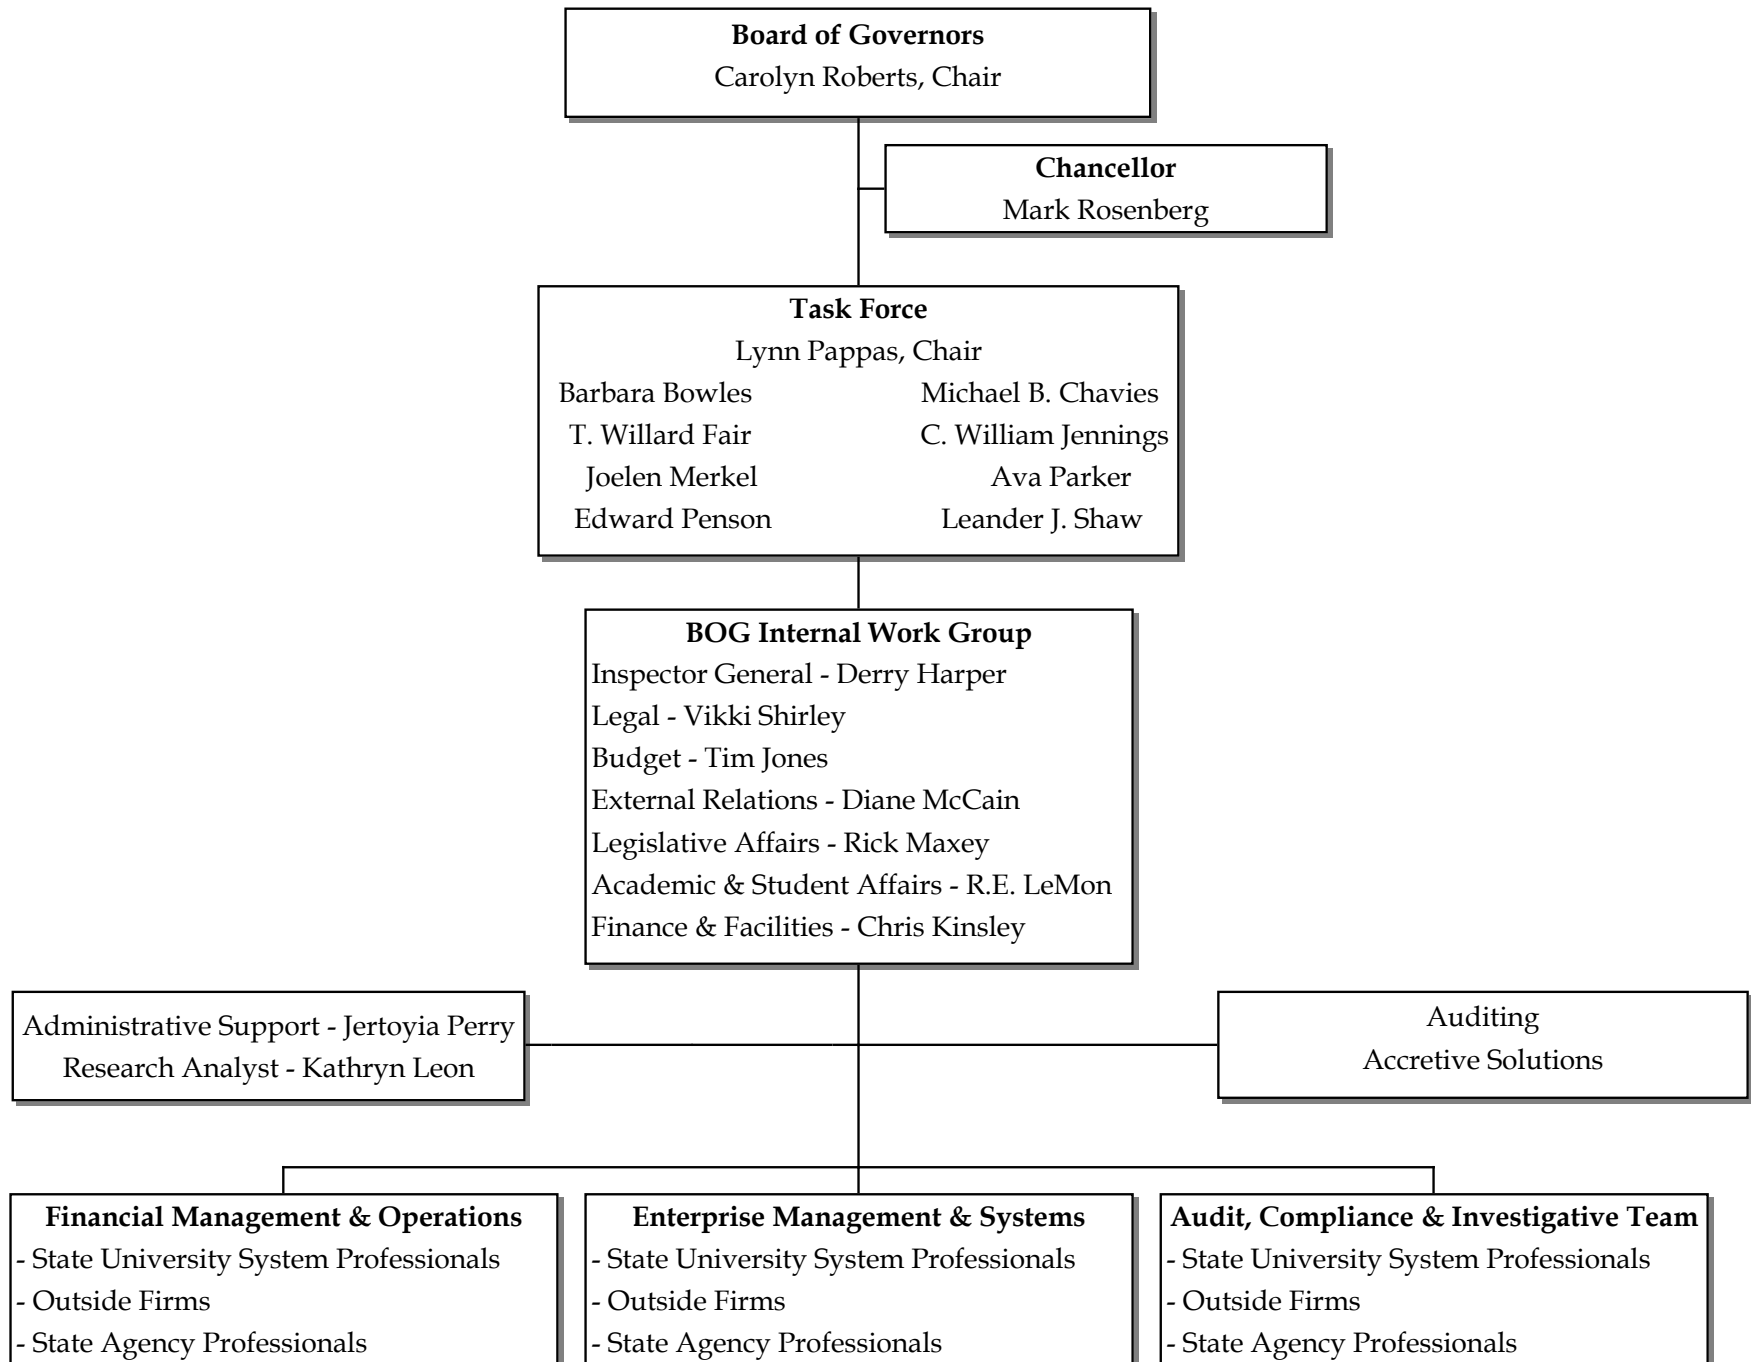 Board of Governors
Carolyn Roberts, Chair
Chancellor
Mark Rosenberg
Task Force
Lynn Pappas, Chair
Barbara Bowles Michael B. Chavies
T. Willard Fair C. William Jennings
Joelen Merkel Ava Parker
Edward Penson Leander J. Shaw
BOG Internal Work Group
Inspector General - Derry Harper
Legal - Vikki Shirley
Budget - Tim Jones
External Relations - Diane McCain
Legislative Affairs - Rick Maxey
Academic & Student Affairs - R.E. LeMon
Finance & Facilities - Chris Kinsley
Administrative Support - Jertoyia Perry
Research Analyst - Kathryn Leon
Auditing
Accretive Solutions
Financial Management & Operations
- State University System Professionals
- Outside Firms
- State Agency Professionals
Enterprise Management & Systems
- State University System Professionals
- Outside Firms
- State Agency Professionals
Audit, Compliance & Investigative Team
- State University System Professionals
- Outside Firms
- State Agency Professionals